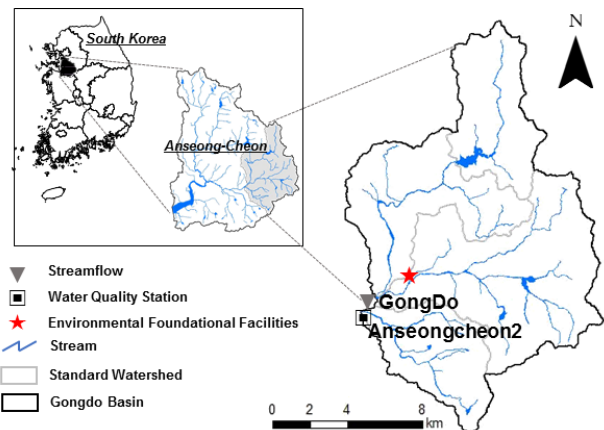 South Korea
Anseong-Cheon
N
Streamflow
Water Quality Station
Environmental Foundational Facilities
Stream
Standard Watershed
Gongdo Basin
GongDo
Anseongcheon2
0 2 4 8
km